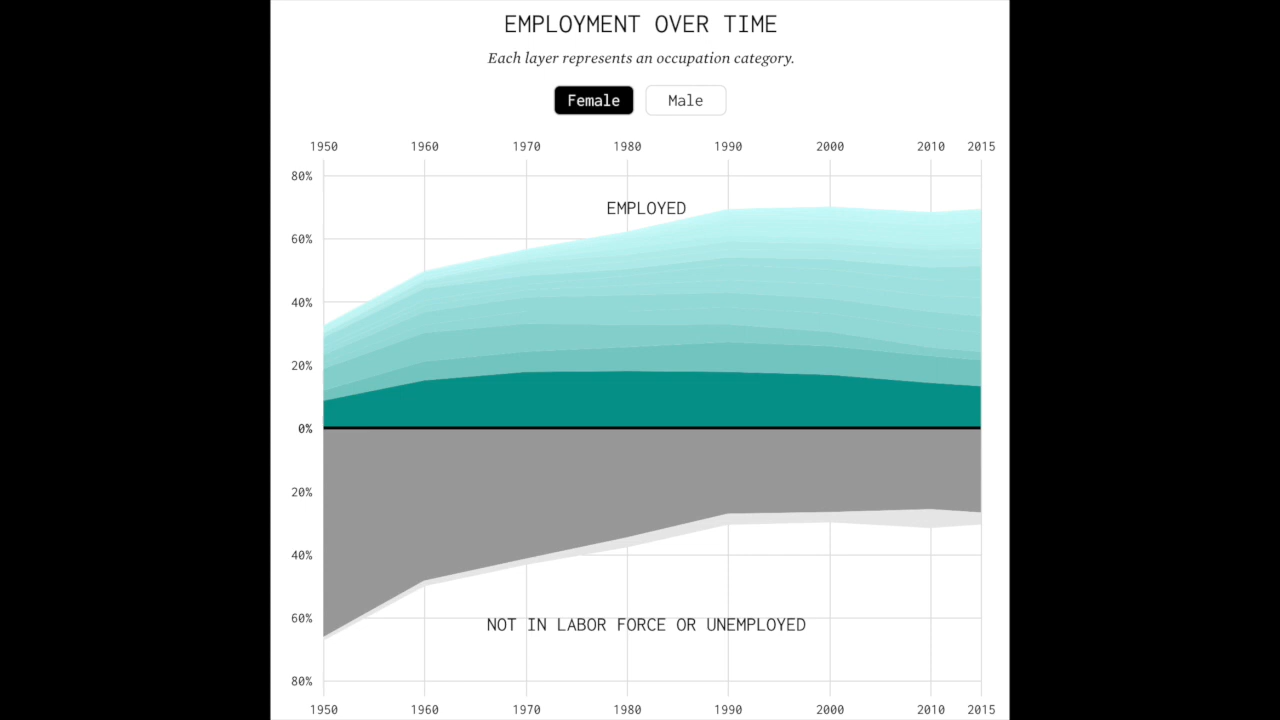 EMPLOYMENT OVER TIME
Each layer represents an occupation category.
Female Male
1950 1960 1970 1980 1990 2000 2010 2015
80%
EMPLOYED
60%
40%
20%
0%
20%
40%
60%
NOT IN LABOR FORCE OR UNEMPLOYED
80%
1950 1960 1970 1980 1990 2000 2010 2015